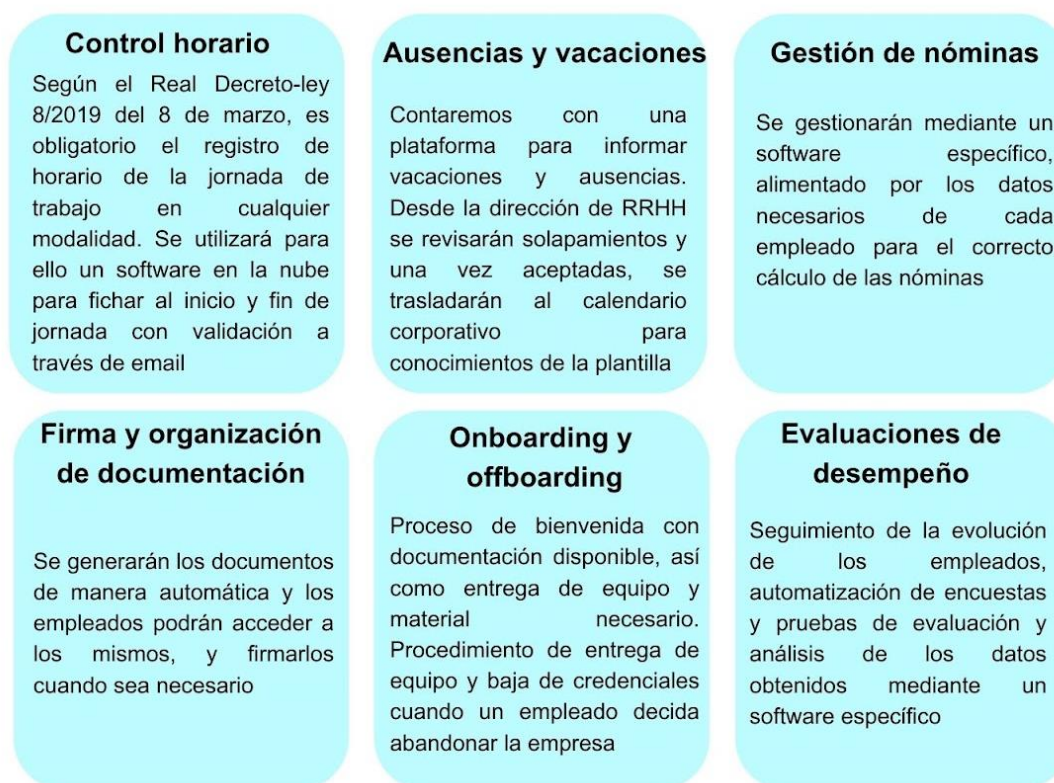 Control horario
Según el Real Decreto-ley
8/2019 del 8 de marzo, es
obligatorio el registro de
horario de la jornada de
trabajo en cualquier
modalidad. Se utilizará para
ello un software en la nube
para fichar al inicio y fin de
jornada con validación a
través de email
Ausencias y vacaciones
Contaremos con una
plataforma para informar
vacaciones y ausencias.
Desde la dirección de RRHH
se revisarán solapamientos y
una vez aceptadas, se
trasladarán al calendario
corporativo para
conocimientos de la plantilla
Gestión de nóminas
Se gestionarán mediante un
software específico,
alimentado por los datos
necesarios de cada
empleado para el correcto
cálculo de las nóminas
Firma y organización
de documentación
Se generarán los documentos
de manera automática y los
empleados podrán acceder a
los mismos, y firmarlos
cuando sea necesario
Onboarding y
offboarding
Proceso de bienvenida con
documentación disponible, así
como entrega de equipo y
material necesario.
Procedimiento de entrega de
equipo y baja de credenciales
cuando un empleado decida
abandonar la empresa
Evaluaciones de
desempeño
Seguimiento de la evolución
de los empleados,
automatización de encuestas
y pruebas de evaluación y
análisis de los datos
obtenidos mediante un
software específico